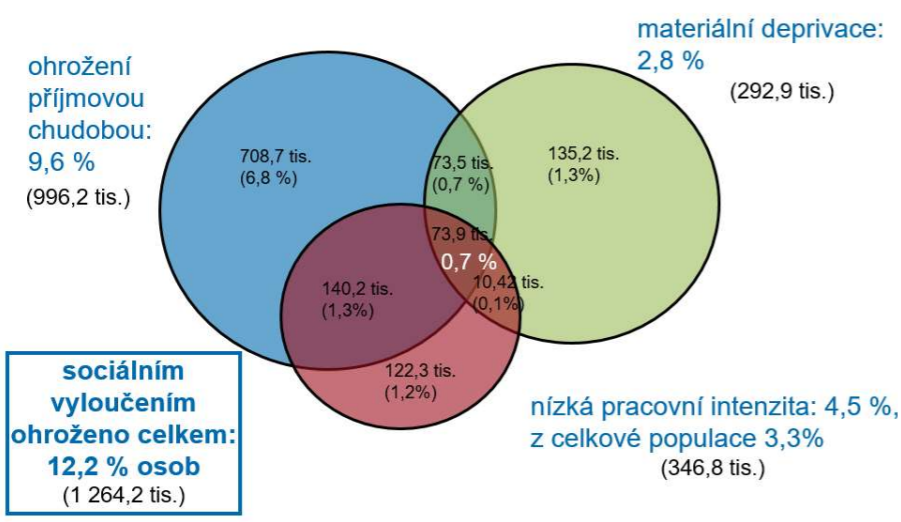 materiální deprivace:
2,8 %
(292,9 tis.)
ohrožení
příjmovou
chudobou:
9,6 %
(996,2 tis.)
708,7 tis.
(6,8 %)
73,5 tis.
(0,7 %)
135,2 tis.
(1,3%)
73,9 tis.
0,7 %
140,2 tis.
(1,3%)
10,42 tis.
(0,1%)
122,3 tis.
(1,2%)
sociálním
vyloučením
ohroženo celkem:
12,2 % osob
(1 264,2 tis.)
nízká pracovní intenzita: 4,5 %,
z celkové populace 3,3%
(346,8 tis.)